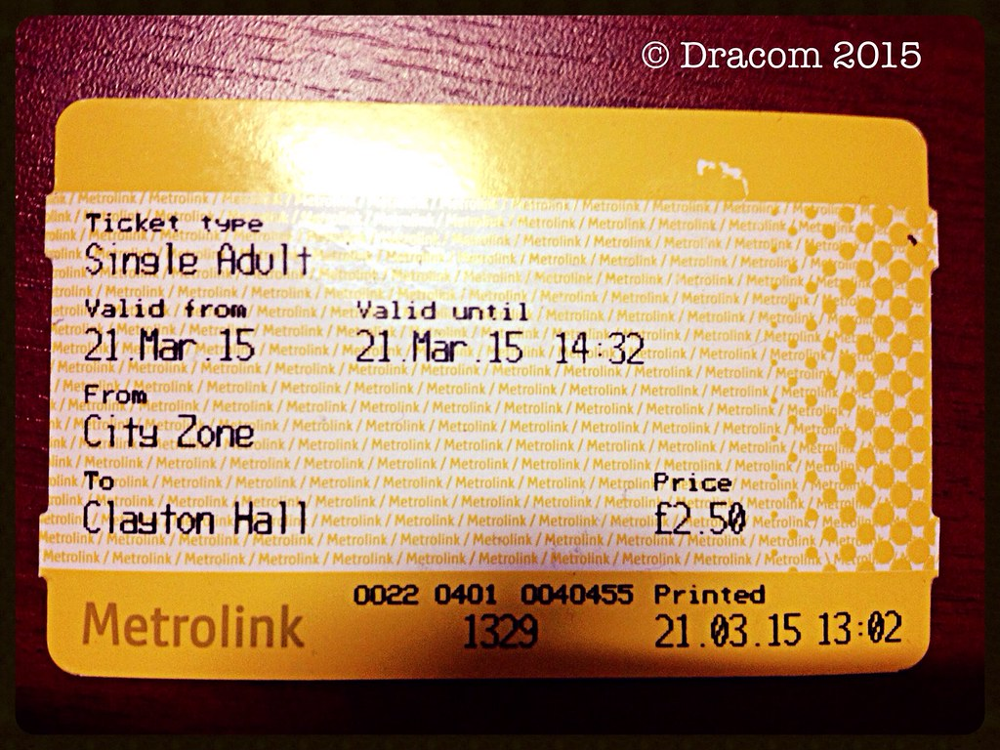 © Dracom 2015
Ticket type
Single Adult
Valid from Valid until
21.Mar.15 21.Mar.15 14:32
From
City Zone
To Price
Clayton Hall £2.50
0022 0401 0040455 Printed
Metrolink 1329 21.03.15 13:02